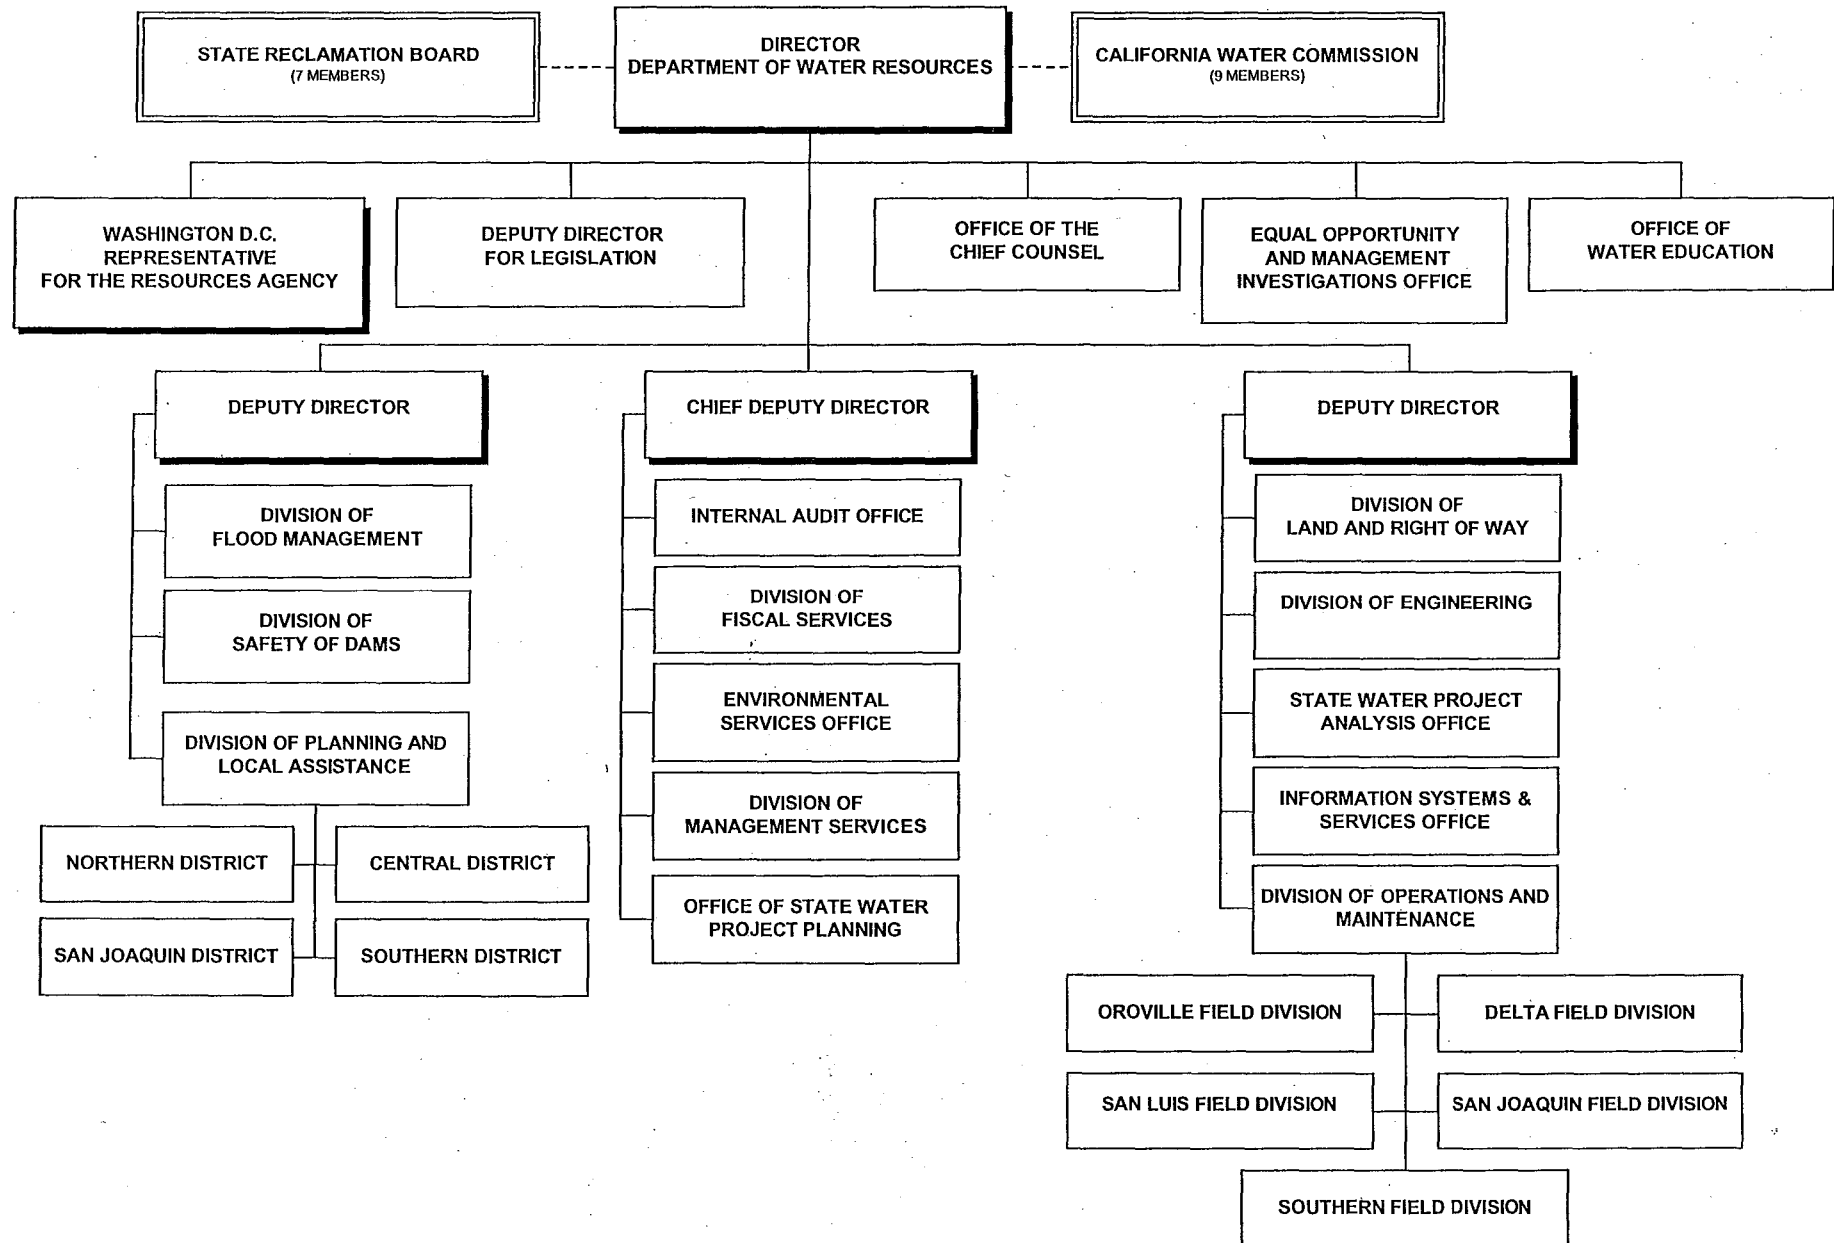 STATE RECLAMATION BOARD
(7 MEMBERS)
DIRECTOR
DEPARTMENT OF WATER RESOURCES
CALIFORNIA WATER COMMISSION
(9 MEMBERS)
WASHINGTON D.C.
REPRESENTATIVE
FOR THE RESOURCES AGENCY
DEPUTY DIRECTOR
FOR LEGISLATION
OFFICE OF THE
CHIEF COUNSEL
EQUAL OPPORTUNITY
AND MANAGEMENT
INVESTIGATIONS OFFICE
OFFICE OF
WATER EDUCATION
DEPUTY DIRECTOR
DIVISION OF
FLOOD MANAGEMENT
DIVISION OF
SAFETY OF DAMS
DIVISION OF PLANNING AND
LOCAL ASSISTANCE
NORTHERN DISTRICT
CENTRAL DISTRICT
SAN JOAQUIN DISTRICT
SOUTHERN DISTRICT
CHIEF DEPUTY DIRECTOR
INTERNAL AUDIT OFFICE
DIVISION OF
FISCAL SERVICES
ENVIRONMENTAL
SERVICES OFFICE
DIVISION OF
MANAGEMENT SERVICES
OFFICE OF STATE WATER
PROJECT PLANNING
DEPUTY DIRECTOR
DIVISION OF
LAND AND RIGHT OF WAY
DIVISION OF ENGINEERING
STATE WATER PROJECT
ANALYSIS OFFICE
INFORMATION SYSTEMS &
SERVICES OFFICE
DIVISION OF OPERATIONS AND
MAINTENANCE
OROVILLE FIELD DIVISION
DELTA FIELD DIVISION
SAN LUIS FIELD DIVISION
SAN JOAQUIN FIELD DIVISION
SOUTHERN FIELD DIVISION